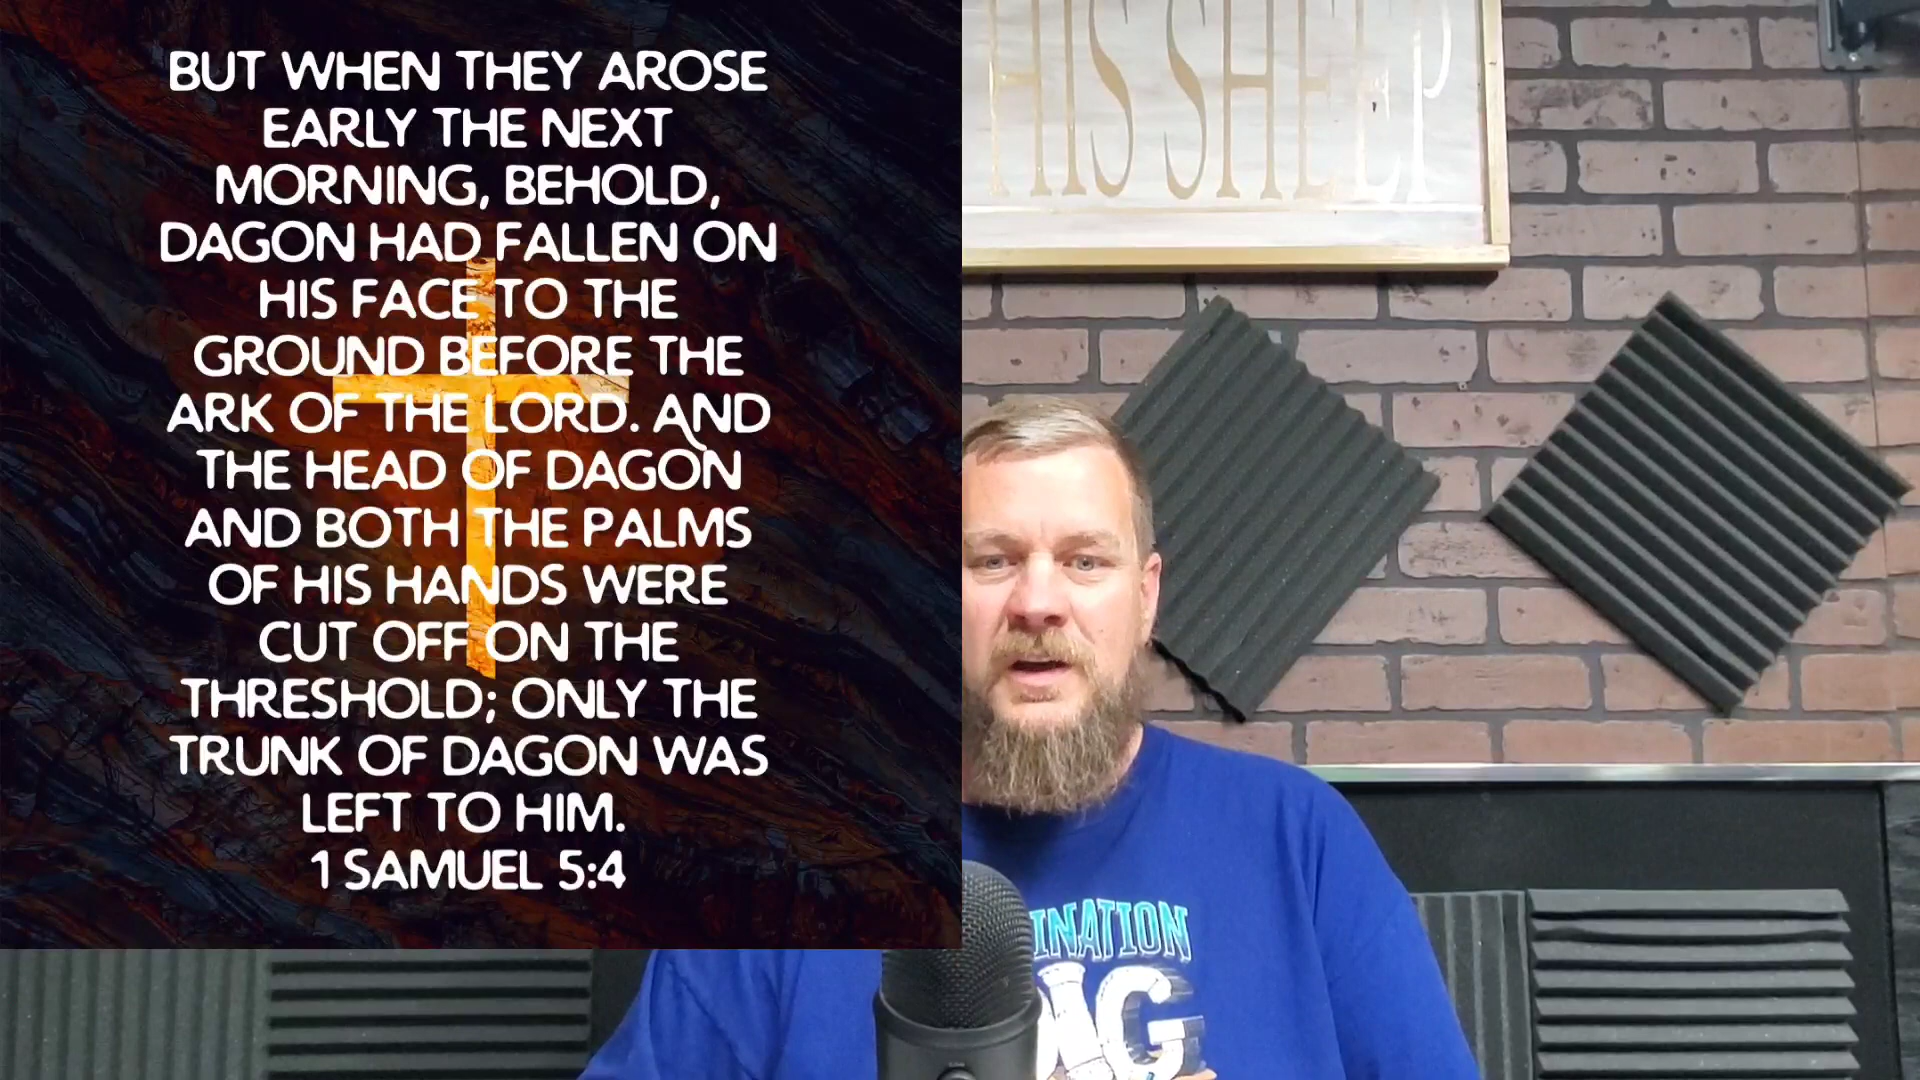 BUT WHEN THEY AROSE
EARLY THE NEXT
MORNING, BEHOLD,
DAGON HAD FALLEN ON
HIS FACE TO THE
GROUND BEFORE THE
ARK OF THE LORD. AND
THE HEAD OF DAGON
AND BOTH THE PALMS
OF HIS HANDS WERE
CUT OFF ON THE
THRESHOLD; ONLY THE
TRUNK OF DAGON WAS
LEFT TO HIM.
1 SAMUEL 5:4
HIS SHEEP